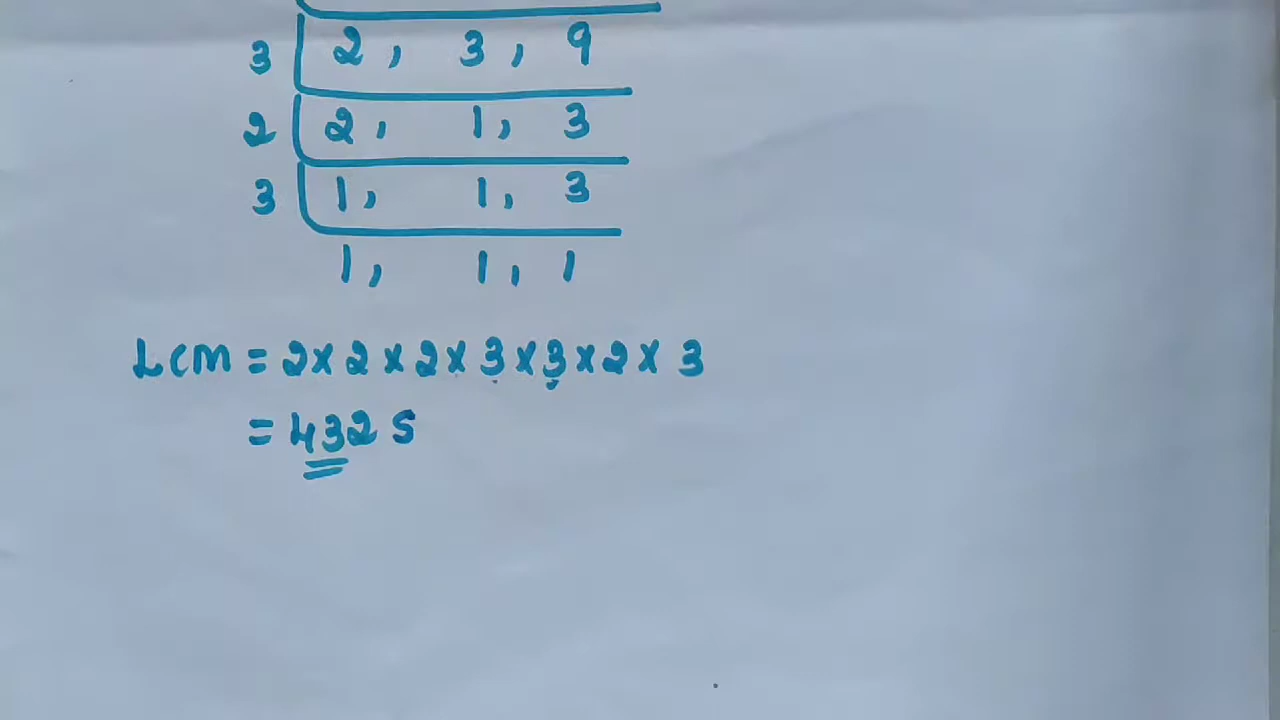 3 2, 3, 9
2 2, 1, 3
3 1, 1, 3
1, 1, 1
LCM = 2 × 2 × 2 × 3 × 3 × 2 × 3
= 432 s